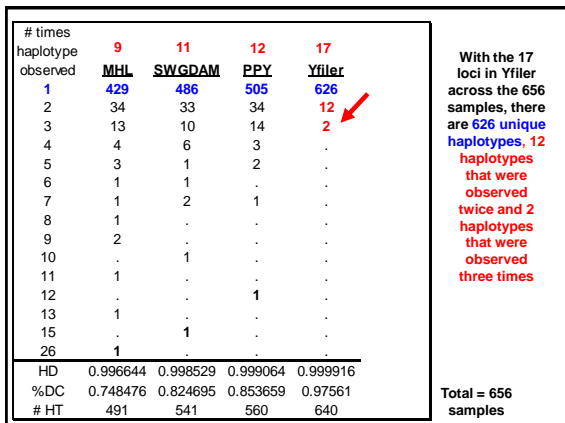 # times
haplotype 9 11 12 17
observed MHL SWGDAM PPY Yfiler
1 429 486 505 626
2 34 33 34 12
3 13 10 14 2
4 4 6 3 .
5 3 1 2 .
6 1 1 . .
7 1 2 1 .
8 1 . . .
9 2 . . .
10 . 1 . .
11 1 . . .
12 . . 1 .
13 1 . . .
15 . 1 . .
26 1 . . .
HD 0.996644 0.998529 0.999064 0.999916
%DC 0.748476 0.824695 0.853659 0.97561
# HT 491 541 560 640
With the 17
loci in Yfiler
across the 656
samples, there
are 626 unique
haplotypes, 12
haplotypes
that were
observed
twice and 2
haplotypes
that were
observed
three times
Total = 656
samples